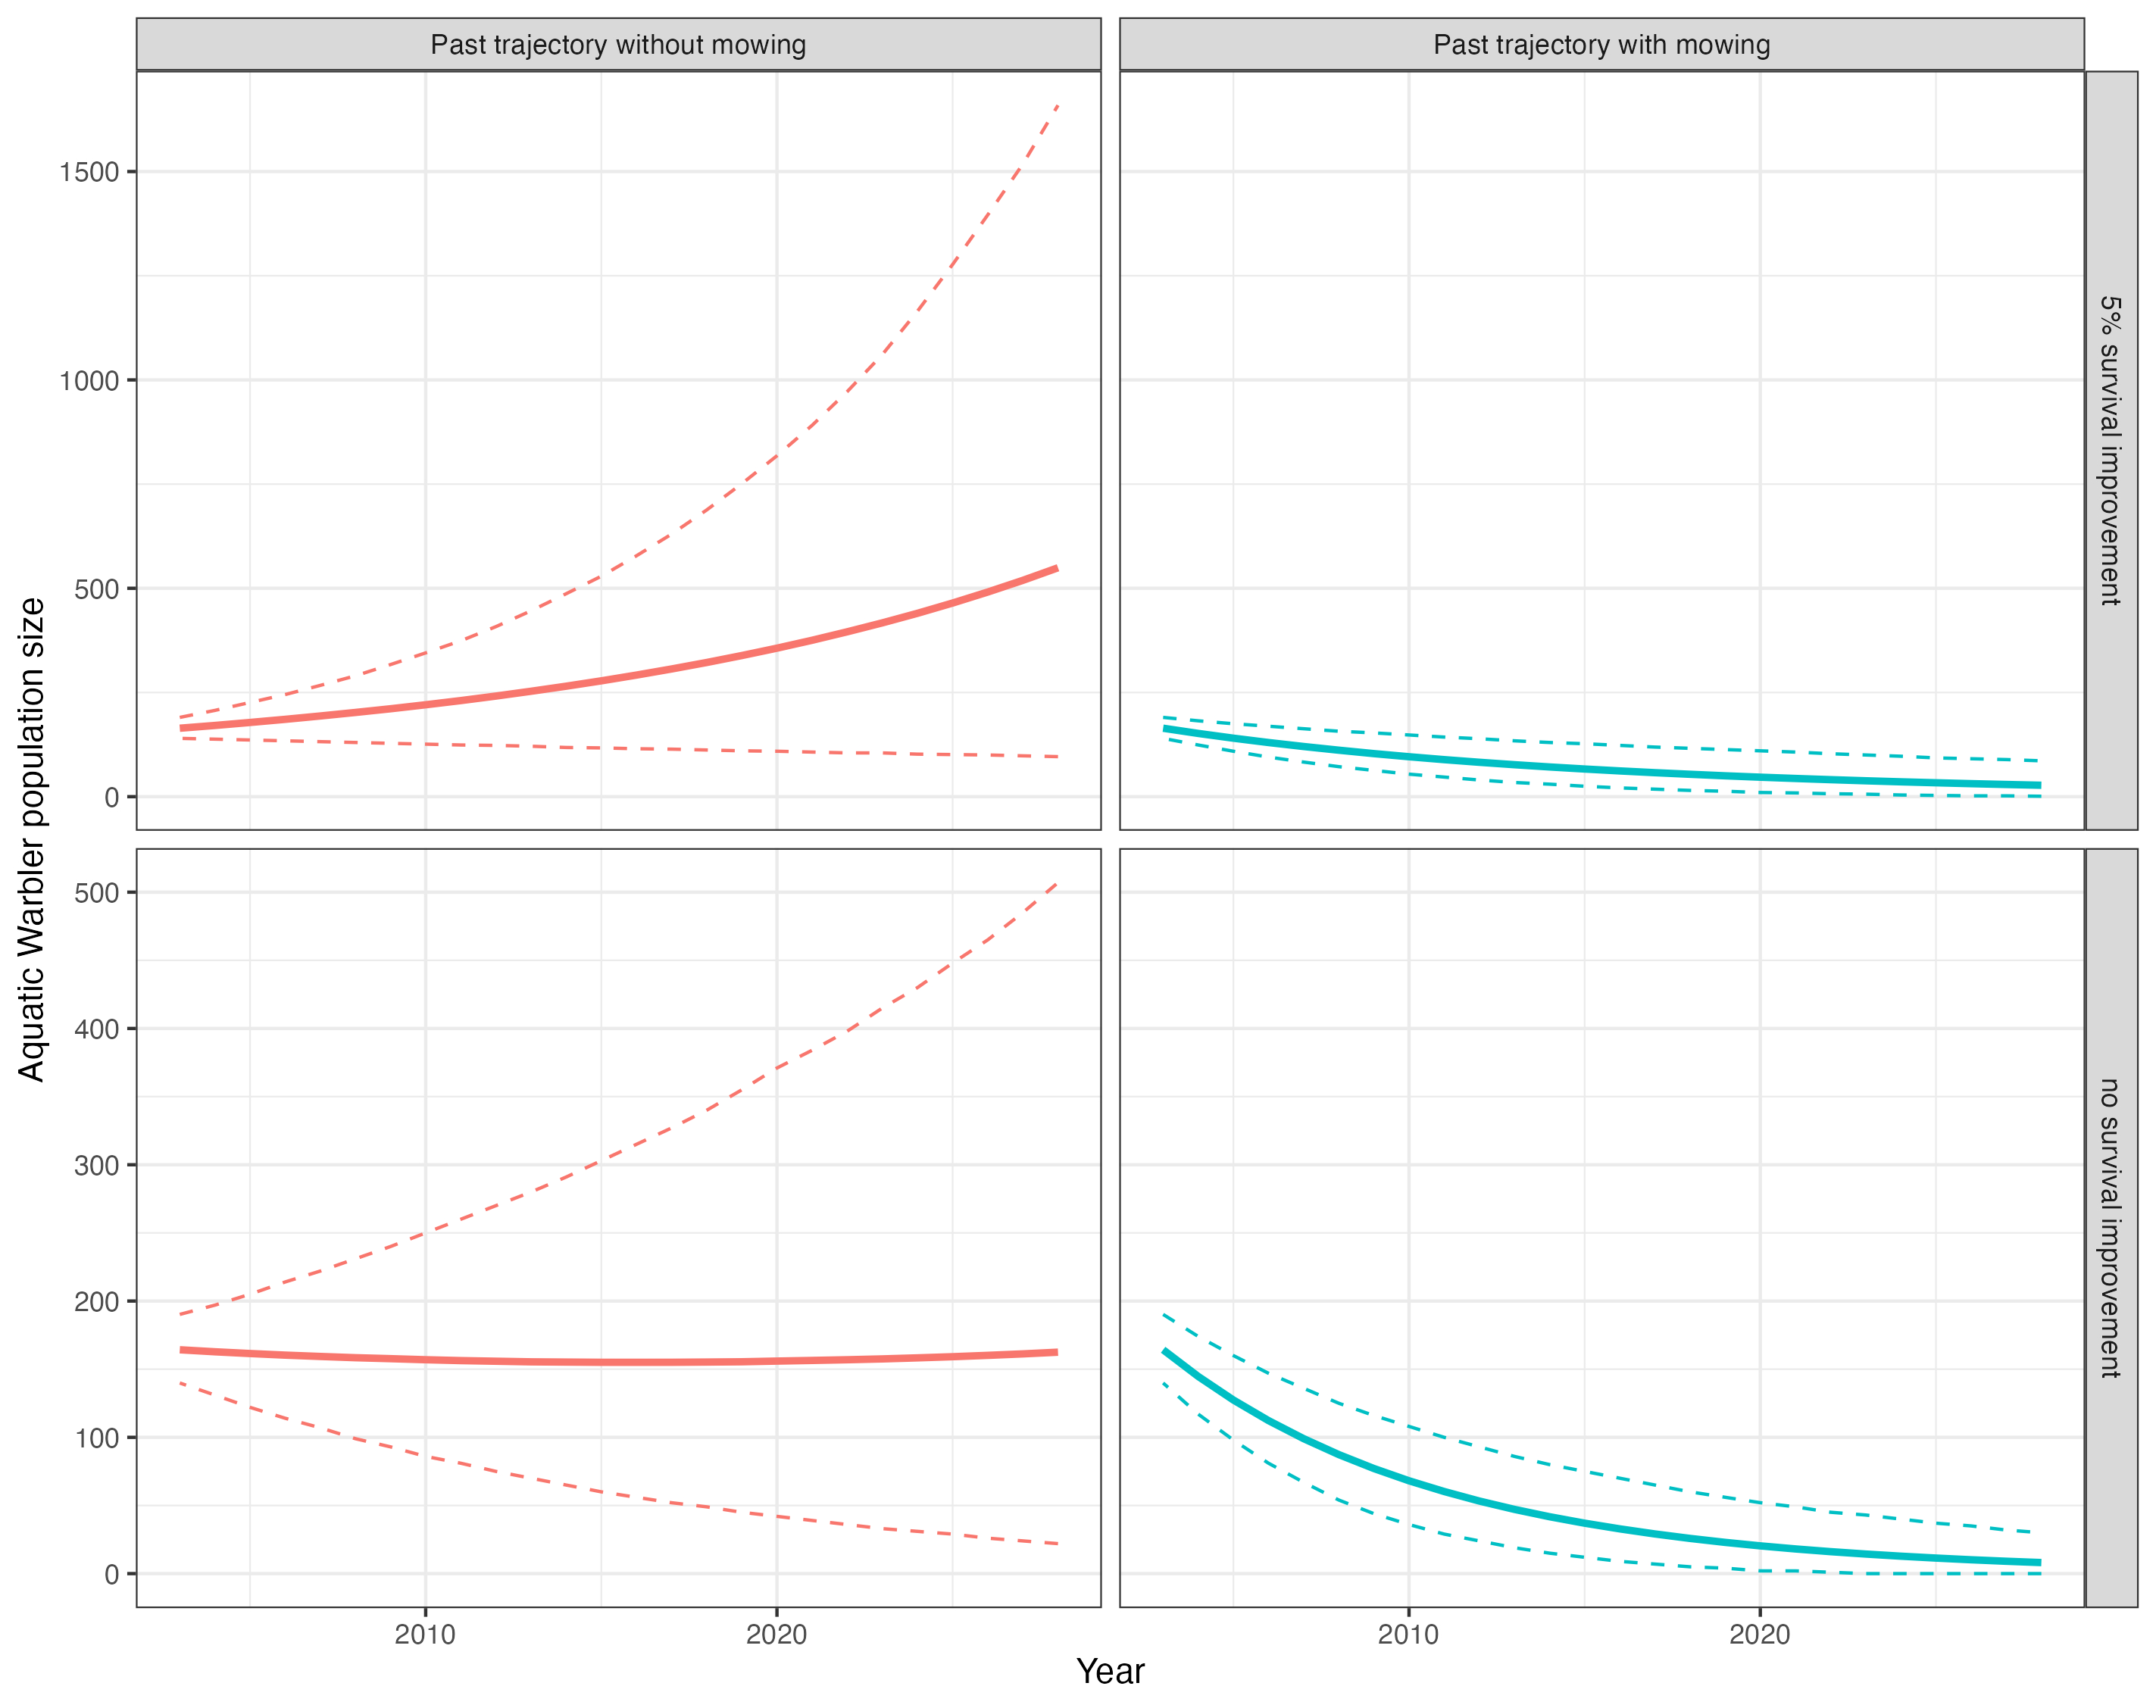 Past trajectory without mowing
Past trajectory with mowing
Aquatic Warbler population size
1500
1000
500
0
5% survival improvement
500
400
300
200
100
0
no survival improvement
2010
2020
2010
2020
Year